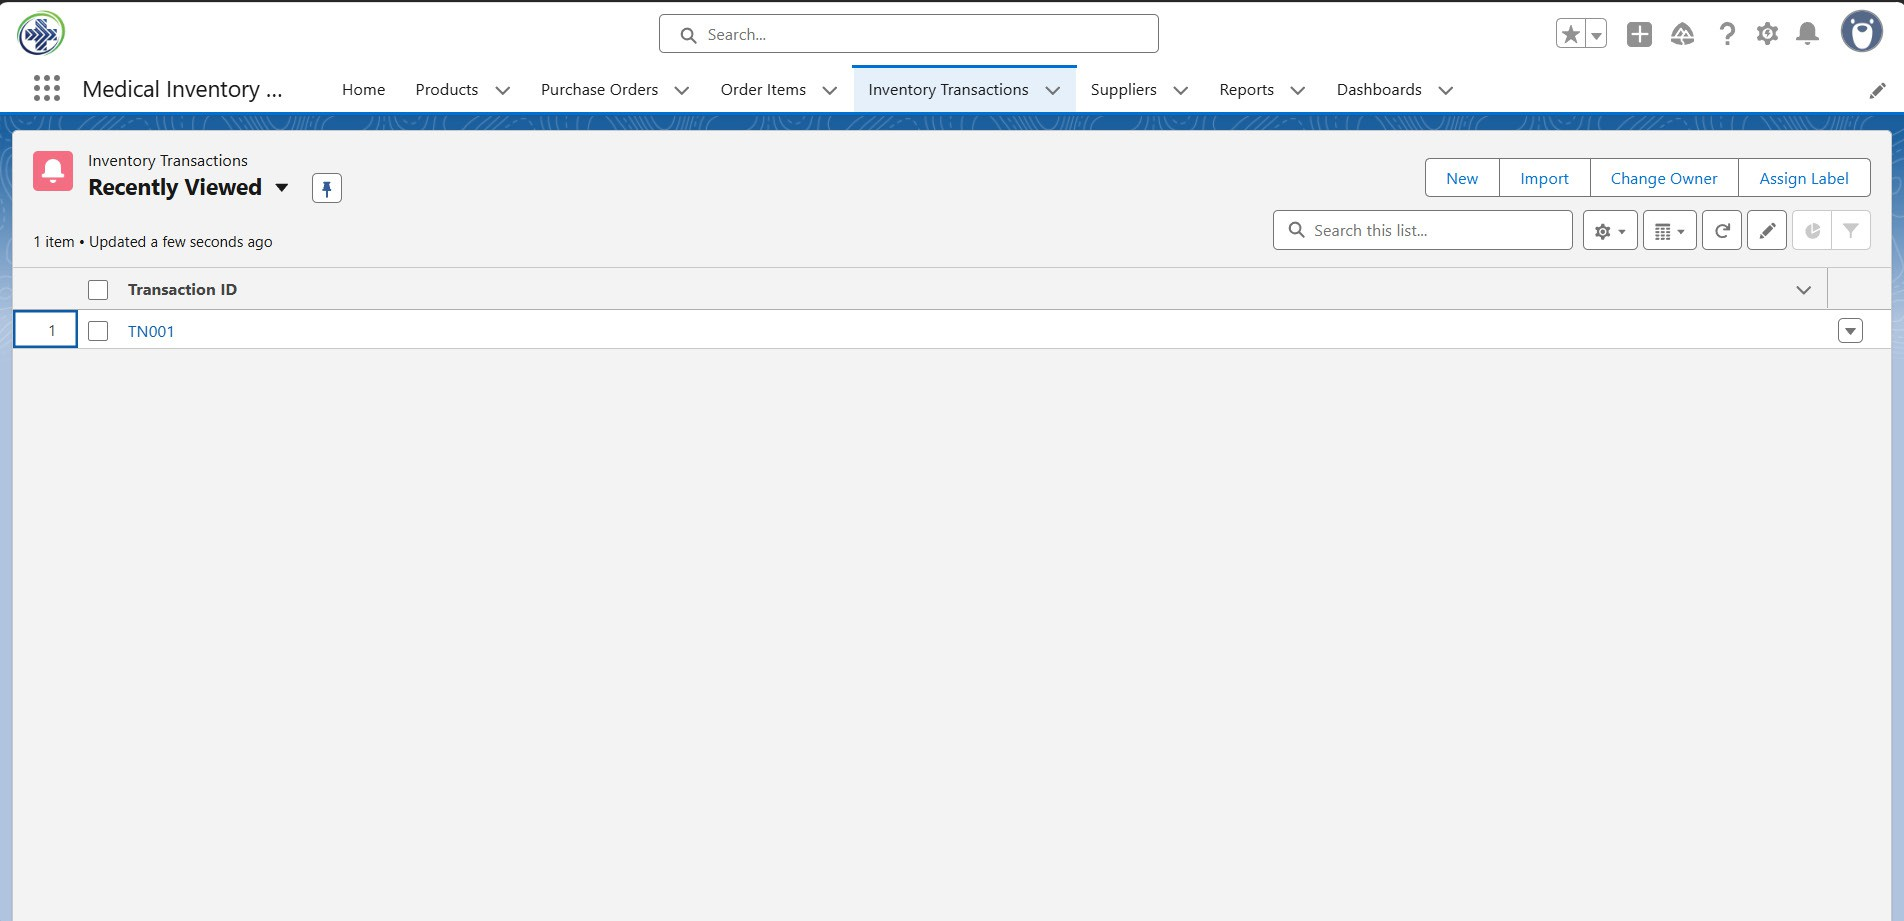 Search...
Medical Inventory ...
Home
Products
Purchase Orders
Order Items
Inventory Transactions
Suppliers
Reports
Dashboards
Inventory Transactions
Recently Viewed
New
Import
Change Owner
Assign Label
1 item • Updated a few seconds ago
Search this list...
Transaction ID
1
TN001